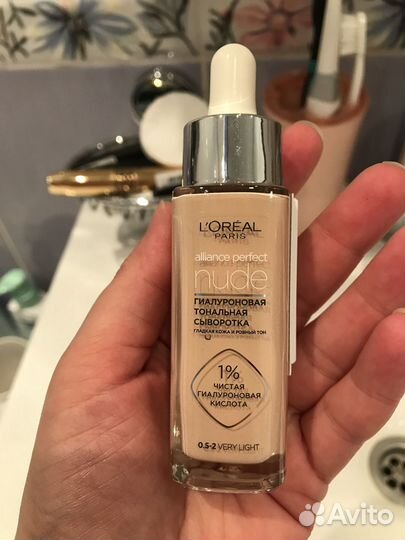 L'ORÉAL
PARIS
alliance perfect
nude
ГИАЛУРОНОВАЯ
ТОНАЛЬНАЯ
СЫВОРОТКА
ГЛАДКАЯ КОЖА И РОВНЫЙ ТОН
1%
ЧИСТАЯ
ГИАЛУРОНОВАЯ
КИСЛОТА
0.5-2 VERY LIGHT
Avito